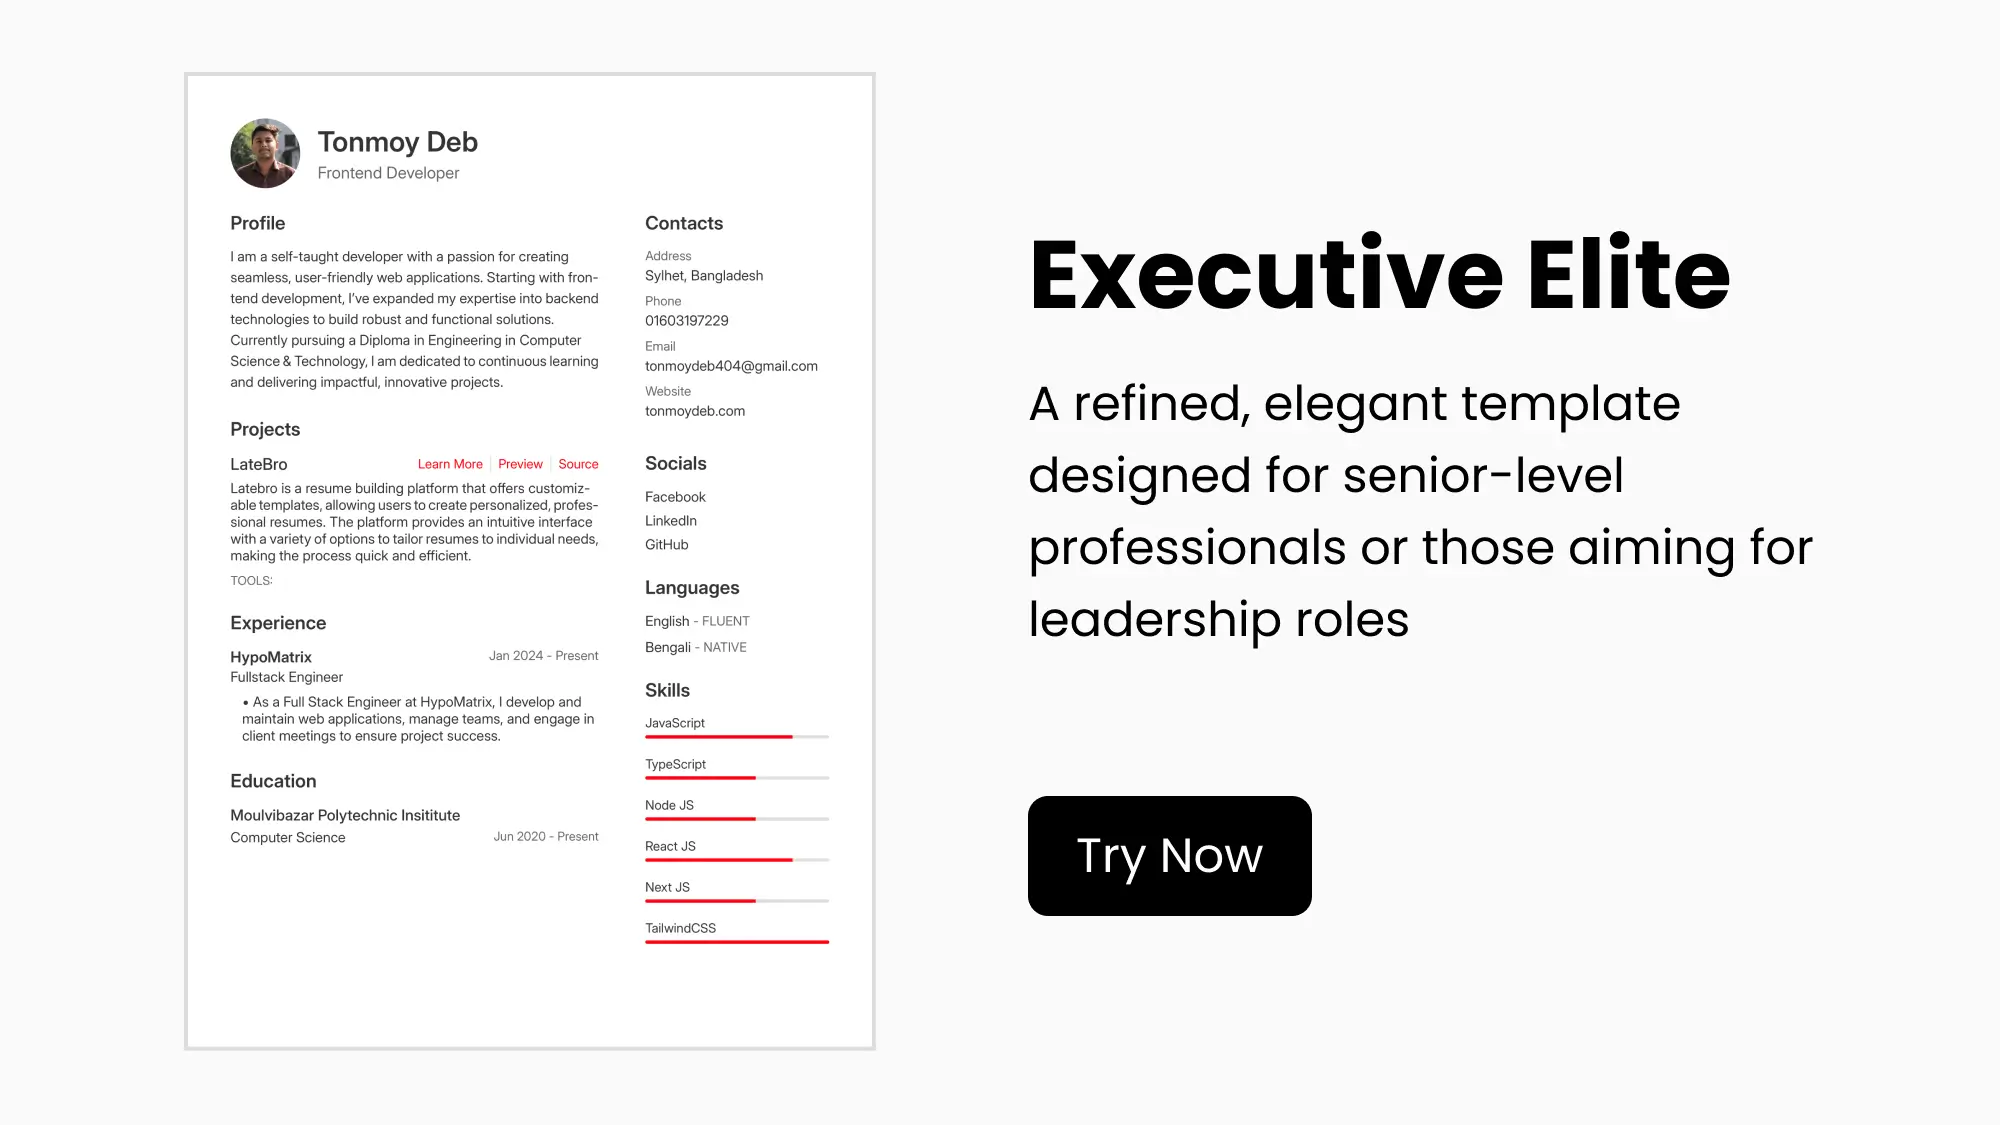 Tonmoy Deb
Frontend Developer
Profile
I am a self-taught developer with a passion for creating
seamless, user-friendly web applications. Starting with fron-
tend development, I've expanded my expertise into backend
technologies to build robust and functional solutions.
Currently pursuing a Diploma in Engineering in Computer
Science & Technology, I am dedicated to continuous learning
and delivering impactful, innovative projects.
Projects
LateBro
Learn More | Preview | Source
Latebro is a resume building platform that offers customiz-
able templates, allowing users to create personalized, profes-
sional resumes. The platform provides an intuitive interface
with a variety of options to tailor resumes to individual needs,
making the process quick and efficient.
TOOLS:
Experience
HypoMatrix
Jan 2024 - Present
Fullstack Engineer
• As a Full Stack Engineer at HypoMatrix, I develop and
maintain web applications, manage teams, and engage in
client meetings to ensure project success.
Education
Moulvibazar Polytechnic Insititute
Computer Science
Jun 2020 - Present
Contacts
Address
Sylhet, Bangladesh
Phone
01603197229
Email
tonmoydeb404@gmail.com
Website
tonmoydeb.com
Socials
Facebook
LinkedIn
GitHub
Languages
English - FLUENT
Bengali - NATIVE
Skills
JavaScript
TypeScript
Node JS
React JS
Next JS
TailwindCSS
Executive Elite
A refined, elegant template
designed for senior-level
professionals or those aiming for
leadership roles
Try Now